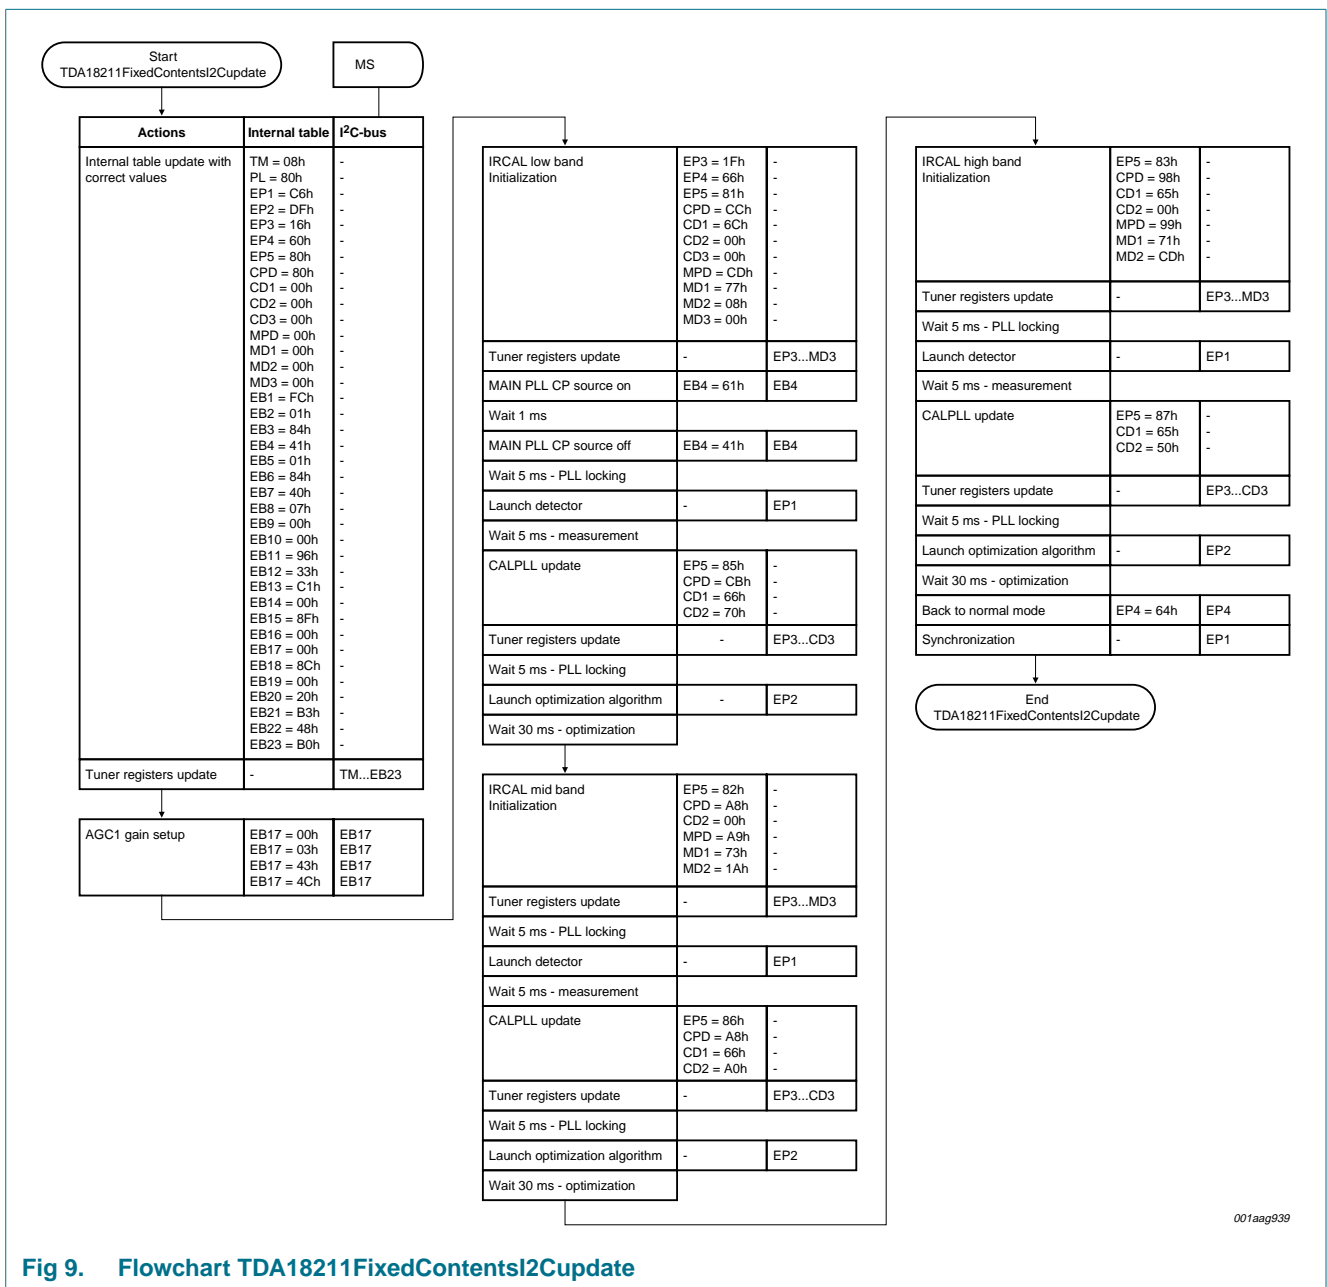 Start
TDA18211FixedContentsI2Cupdate
MS
Actions Internal table I2C-bus
Internal table update with correct values
TM = 08h -
PL = 80h -
EP1 = C6h -
EP2 = DFh -
EP3 = 16h -
EP4 = 60h -
EP5 = 80h -
CPD = 80h -
CD1 = 00h -
CD2 = 00h -
CD3 = 00h -
MPD = 00h -
MD1 = 00h -
MD2 = 00h -
MD3 = 00h -
EB1 = FCh -
EB2 = 01h -
EB3 = 84h -
EB4 = 41h -
EB5 = 01h -
EB6 = 84h -
EB7 = 40h -
EB8 = 07h -
EB9 = 00h -
EB10 = 00h -
EB11 = 96h -
EB12 = 33h -
EB13 = C1h -
EB14 = 00h -
EB15 = 8Fh -
EB16 = 00h -
EB17 = 00h -
EB18 = 8Ch -
EB19 = 00h -
EB20 = 20h -
EB21 = B3h -
EB22 = 48h -
EB23 = B0h -
Tuner registers update - TM...EB23
AGC1 gain setup EB17 = 00h EB17
EB17 = 03h EB17
EB17 = 43h EB17
EB17 = 4Ch EB17
IRCAL low band EP3 = 1Fh -
Initialization EP4 = 66h -
EP5 = 81h -
CPD = CCh -
CD1 = 6Ch -
CD2 = 00h -
CD3 = 00h -
MPD = CDh -
MD1 = 77h -
MD2 = 08h -
MD3 = 00h -
Tuner registers update - EP3...MD3
MAIN PLL CP source on EB4 = 61h EB4
Wait 1 ms
MAIN PLL CP source off EB4 = 41h EB4
Wait 5 ms - PLL locking
Launch detector - EP1
Wait 5 ms - measurement
CALPLL update EP5 = 85h -
CPD = CBh -
CD1 = 66h -
CD2 = 70h -
Tuner registers update - EP3...CD3
Wait 5 ms - PLL locking
Launch optimization algorithm - EP2
Wait 30 ms - optimization
IRCAL mid band EP5 = 82h -
Initialization CPD = A8h -
CD2 = 00h -
MPD = A9h -
MD1 = 73h -
MD2 = 1Ah -
Tuner registers update - EP3...MD3
Wait 5 ms - PLL locking
Launch detector - EP1
Wait 5 ms - measurement
CALPLL update EP5 = 86h -
CPD = A8h -
CD1 = 66h -
CD2 = A0h -
Tuner registers update - EP3...CD3
Wait 5 ms - PLL locking
Launch optimization algorithm - EP2
Wait 30 ms - optimization
IRCAL high band EP5 = 83h -
Initialization CPD = 98h -
CD1 = 65h -
CD2 = 00h -
MPD = 99h -
MD1 = 71h -
MD2 = CDh -
Tuner registers update - EP3...MD3
Wait 5 ms - PLL locking
Launch detector - EP1
Wait 5 ms - measurement
CALPLL update EP5 = 87h -
CD1 = 65h -
CD2 = 50h -
Tuner registers update - EP3...CD3
Wait 5 ms - PLL locking
Launch optimization algorithm - EP2
Wait 30 ms - optimization
Back to normal mode EP4 = 64h EP4
Synchronization - EP1
End
TDA18211FixedContentsI2Cupdate
001aag939
Fig 9. Flowchart TDA18211FixedContentsI2Cupdate